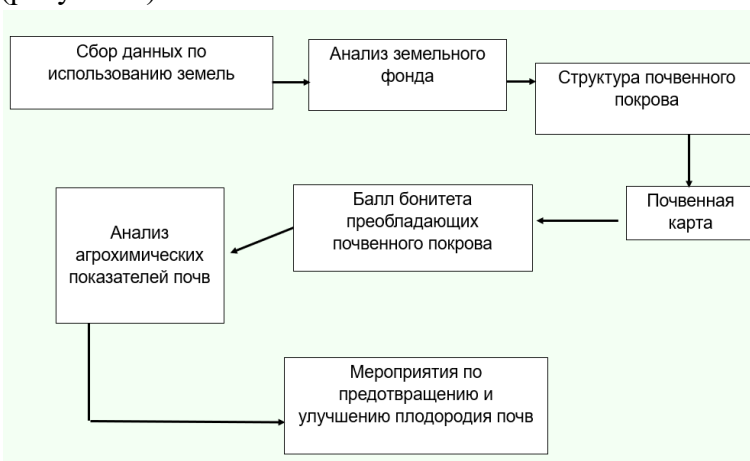 Сбор данных по
использованию земель
Анализ земельного
фонда
Структура почвенного
покрова
Почвенная
карта
Балл бонитета
преобладающих
почвенного покрова
Анализ
агрохимических
показателей почв
Мероприятия по
предотвращению и
улучшению плодородия почв